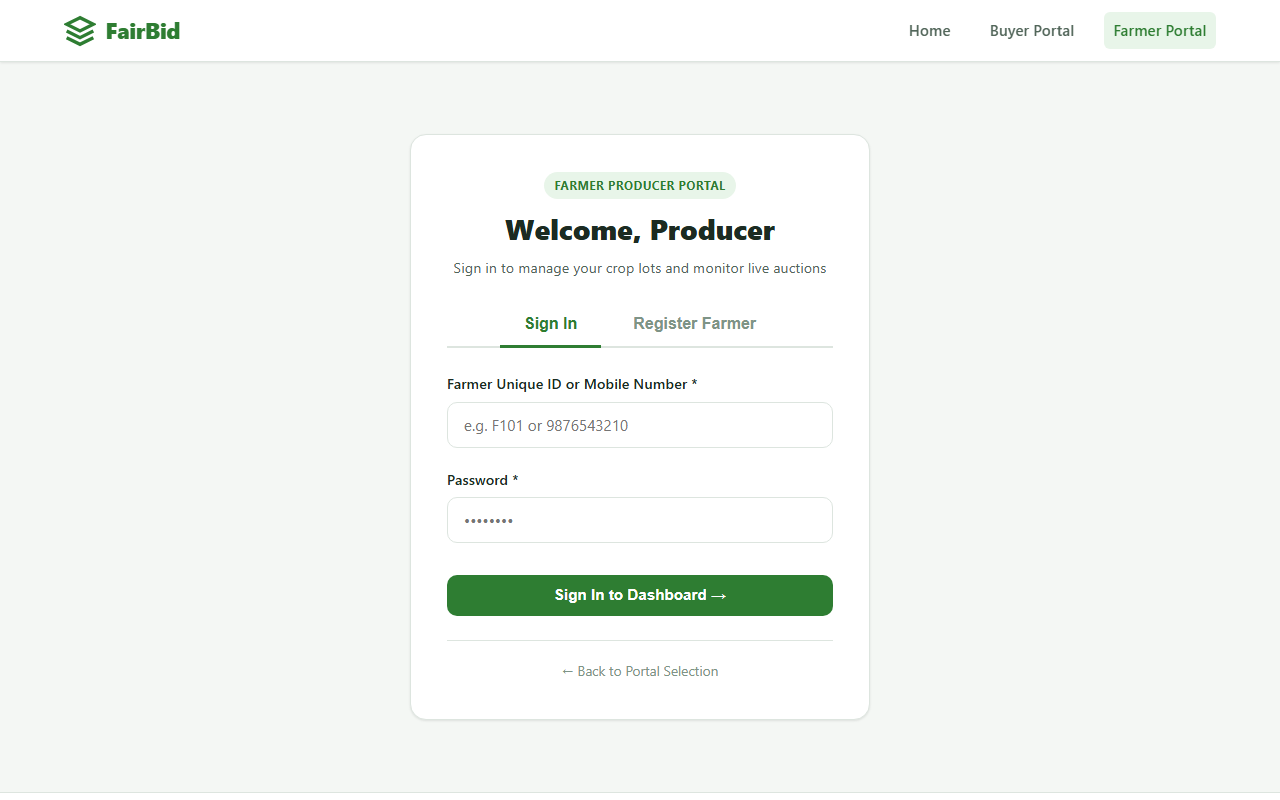 FairBid
Home
Buyer Portal
Farmer Portal
FARMER PRODUCER PORTAL
Welcome, Producer
Sign in to manage your crop lots and monitor live auctions
Sign In
Register Farmer
Farmer Unique ID or Mobile Number *
e.g. F101 or 9876543210
Password *
••••••••
Sign In to Dashboard →
← Back to Portal Selection